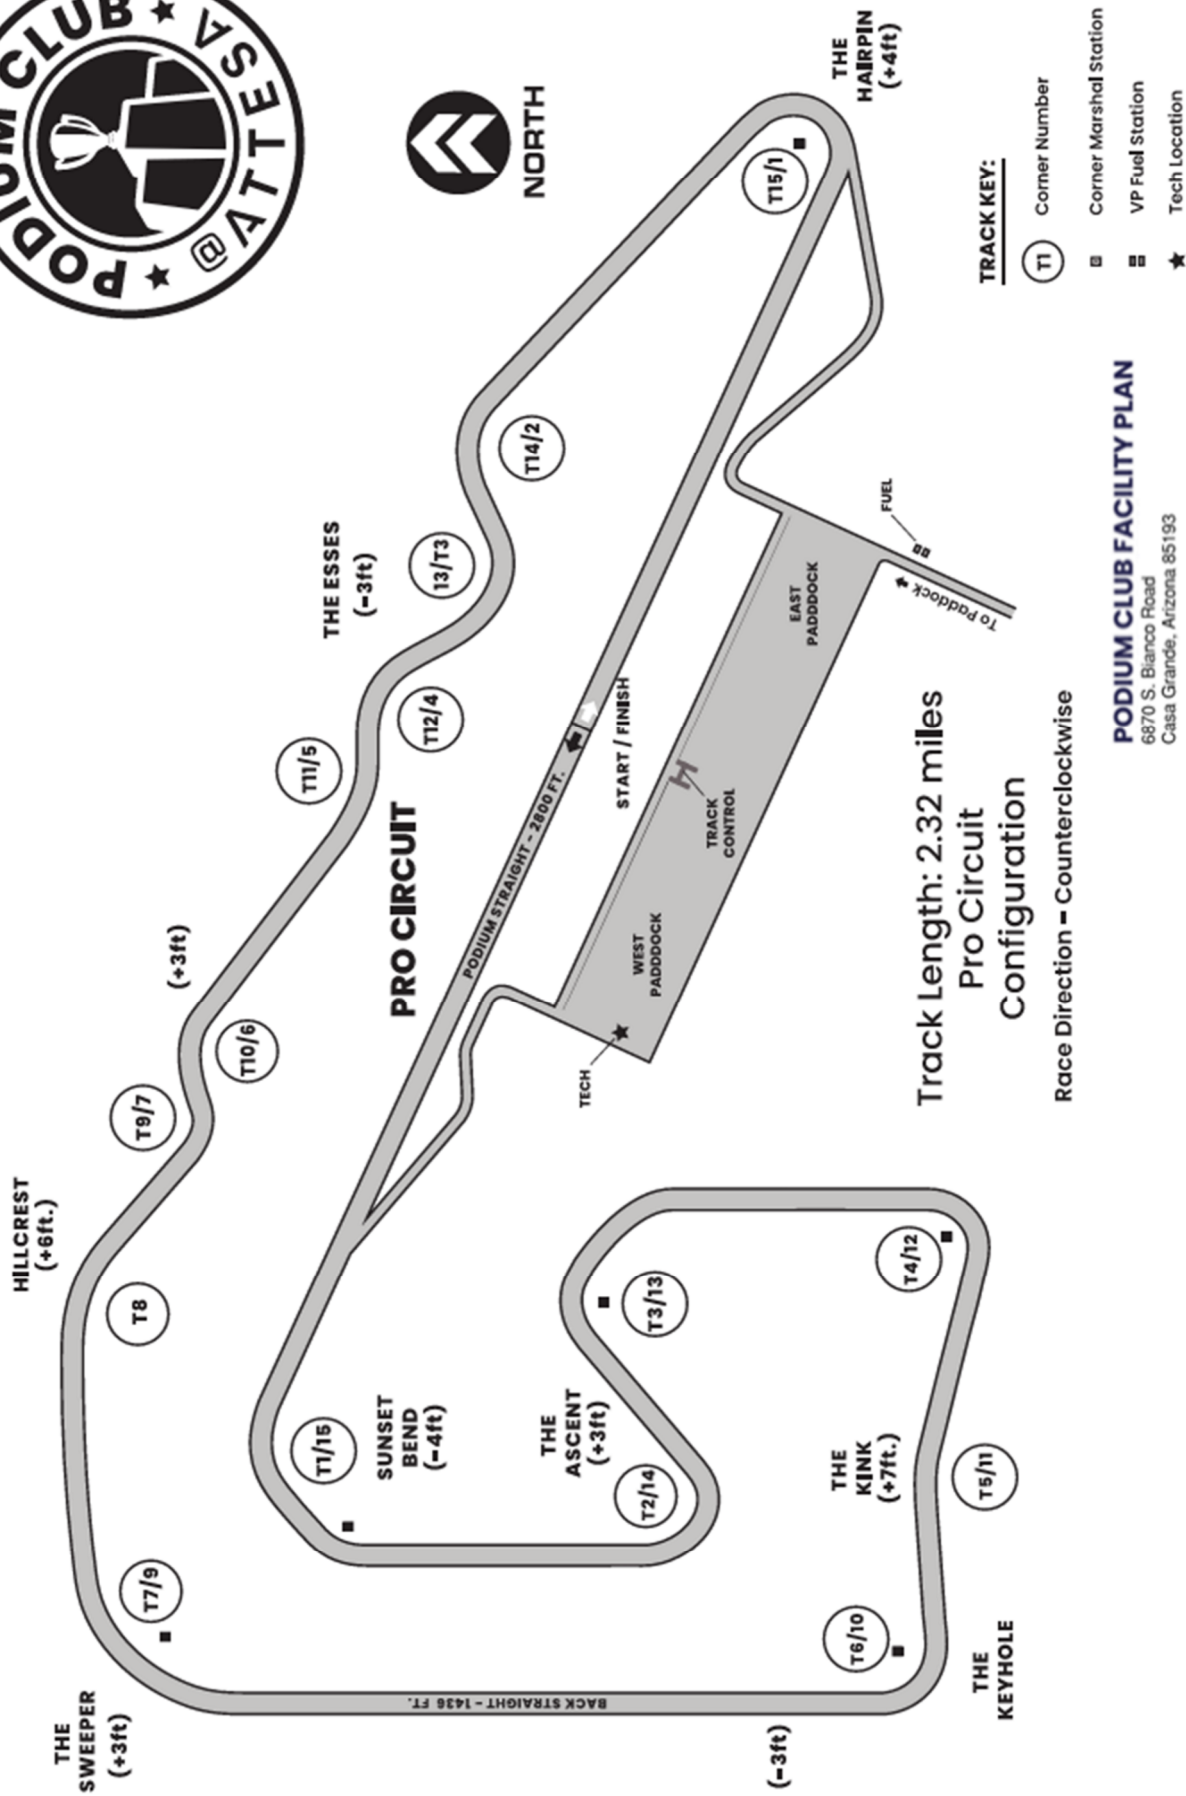 PODIUM CLUB
@ATTESA
NORTH
THE
HAIRPIN
(+4ft)
T15/1
T14/2
THE ESSES
(-3ft)
13/T3
T12/4
T11/5
(+3ft)
T10/6
T9/7
HILLCREST
(+6ft.)
T8
T7/9
THE
SWEEPER
(+3ft)
BACK STRAIGHT - 1436 FT.
(-3ft)
THE
KEYHOLE
T6/10
THE
KINK
(+7ft.)
T5/11
T4/12
T3/13
THE
ASCENT
(+3ft)
T2/14
SUNSET
BEND
(-4ft)
T1/15
PRO CIRCUIT
PODIUM STRAIGHT - 2800 FT.
START / FINISH
TRACK
CONTROL
WEST
PADDDOCK
EAST
PADDDOCK
TECH
FUEL
To Paddock
Track Length: 2.32 miles
Pro Circuit
Configuration
Race Direction - Counterclockwise
TRACK KEY:
T1 Corner Number
Corner Marshal Station
VP Fuel Station
Tech Location
PODIUM CLUB FACILITY PLAN
6870 S. Bianco Road
Casa Grande, Arizona 85193